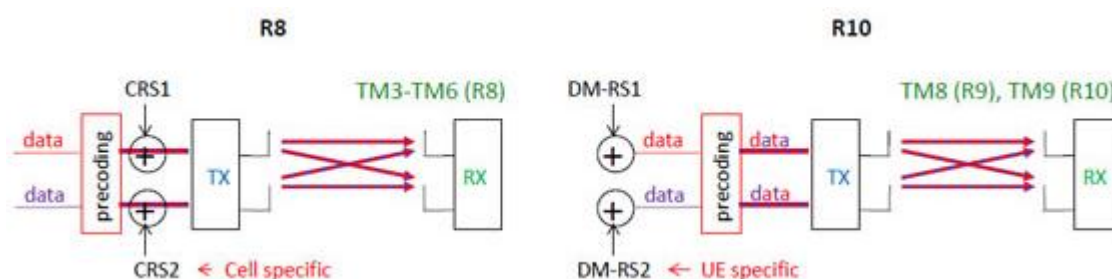 R8
CRS1
TM3-TM6 (R8)
data
precoding
+
TX
RX
data
+
CRS2 ← Cell specific
R10
DM-RS1
TM8 (R9), TM9 (R10)
+
data
precoding
data
TX
RX
+
data
data
DM-RS2 ← UE specific